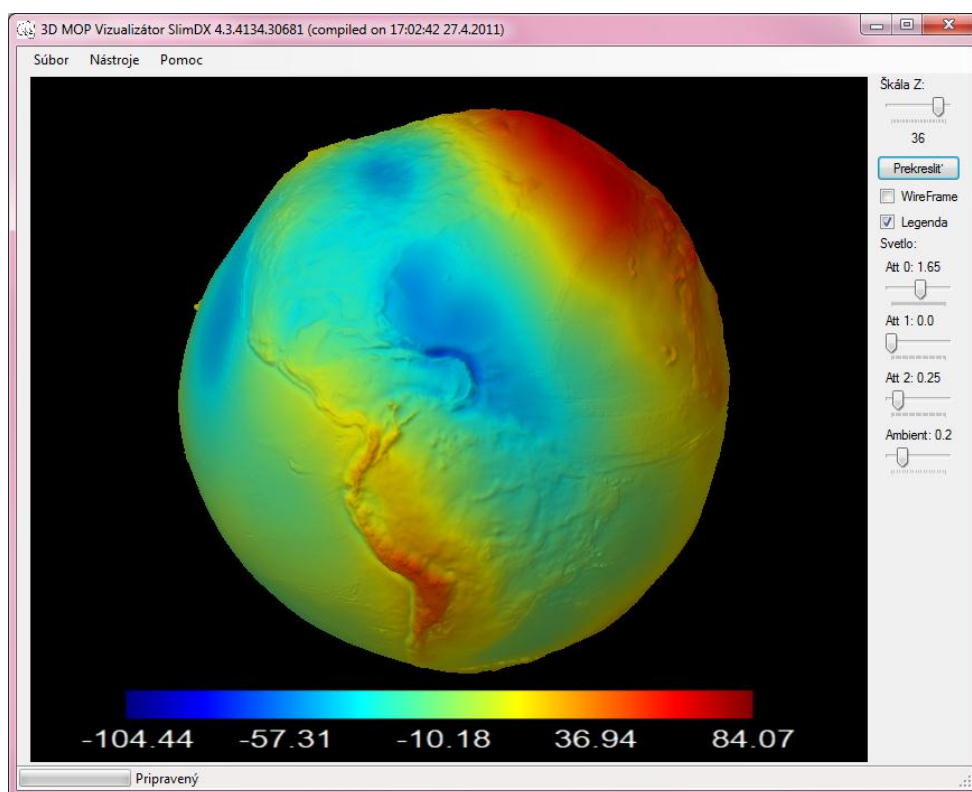 3D MOP Vizualizátor SlimDX 4.3.4134.30681 (compiled on 17:02:42 27.4.2011)
Súbor Nástroje Pomoc
Škála Z:
36
Prekresliť
WireFrame
Legenda
Svetlo:
Att 0: 1.65
Att 1: 0.0
Att 2: 0.25
Ambient: 0.2
-104.44 -57.31 -10.18 36.94 84.07
Pripravený